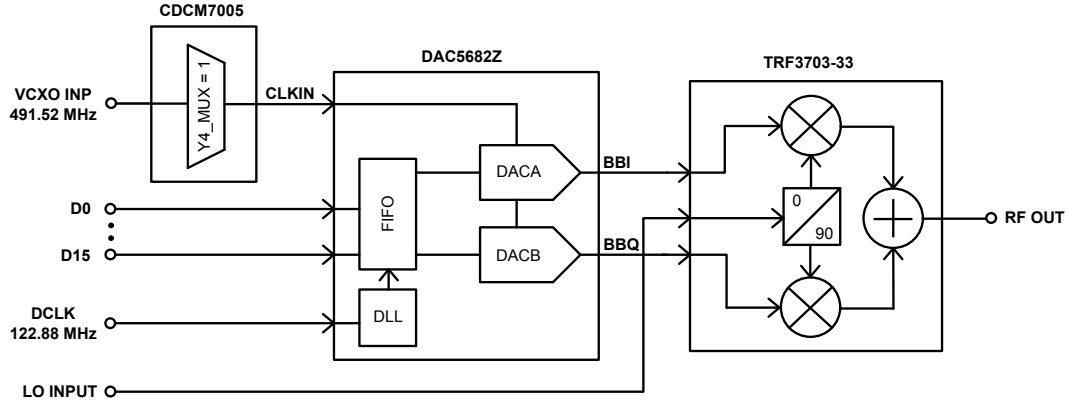 CDCM7005
DAC5682Z
TRF3703-33
VCXO INP
491.52 MHz
Y4_MUX = 1
CLKIN
DACA
BBI
FIFO
D0
D15
0
90
RF OUT
DACB
BBQ
DCLK
122.88 MHz
DLL
LO INPUT